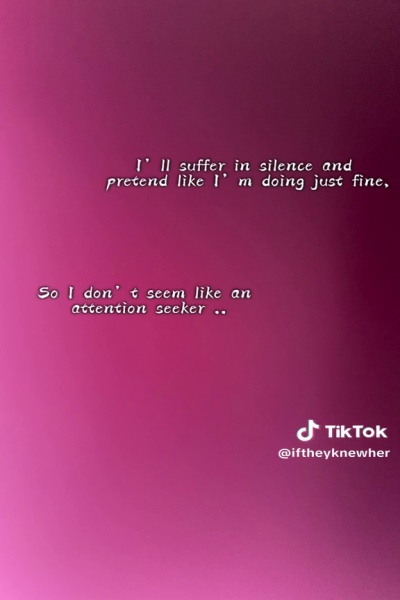 I'll suffer in silence and
pretend like I'm doing just fine,
So I don't seem like an
attention seeker ..
TikTok
@iftheyknewher